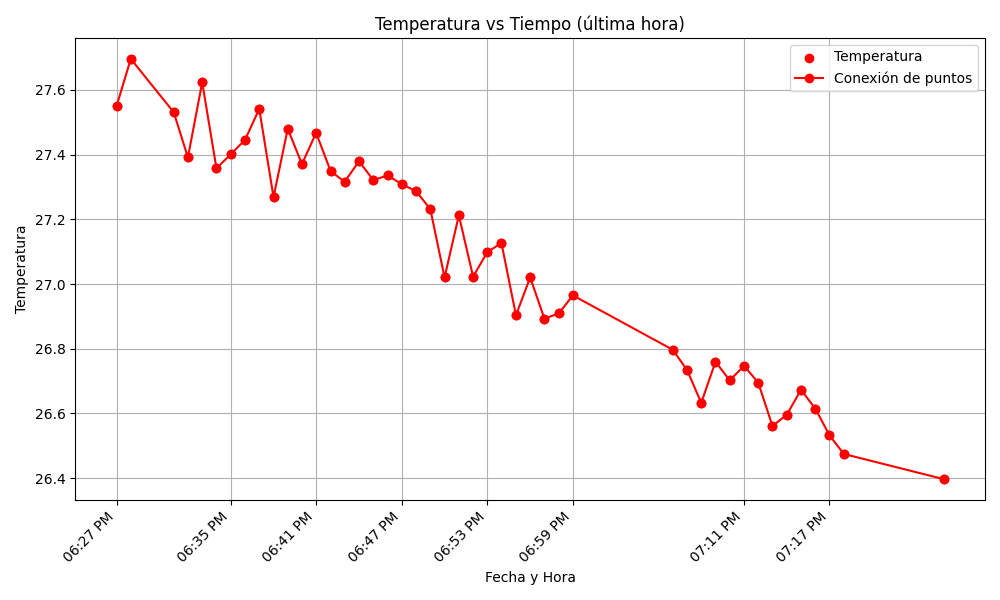 Temperatura vs Tiempo (última hora)
Temperatura
Conexión de puntos
27.6
27.4
27.2
27.0
26.8
26.6
26.4
Temperatura
06:27 PM
06:35 PM
06:41 PM
06:47 PM
06:53 PM
06:59 PM
07:11 PM
07:17 PM
Fecha y Hora